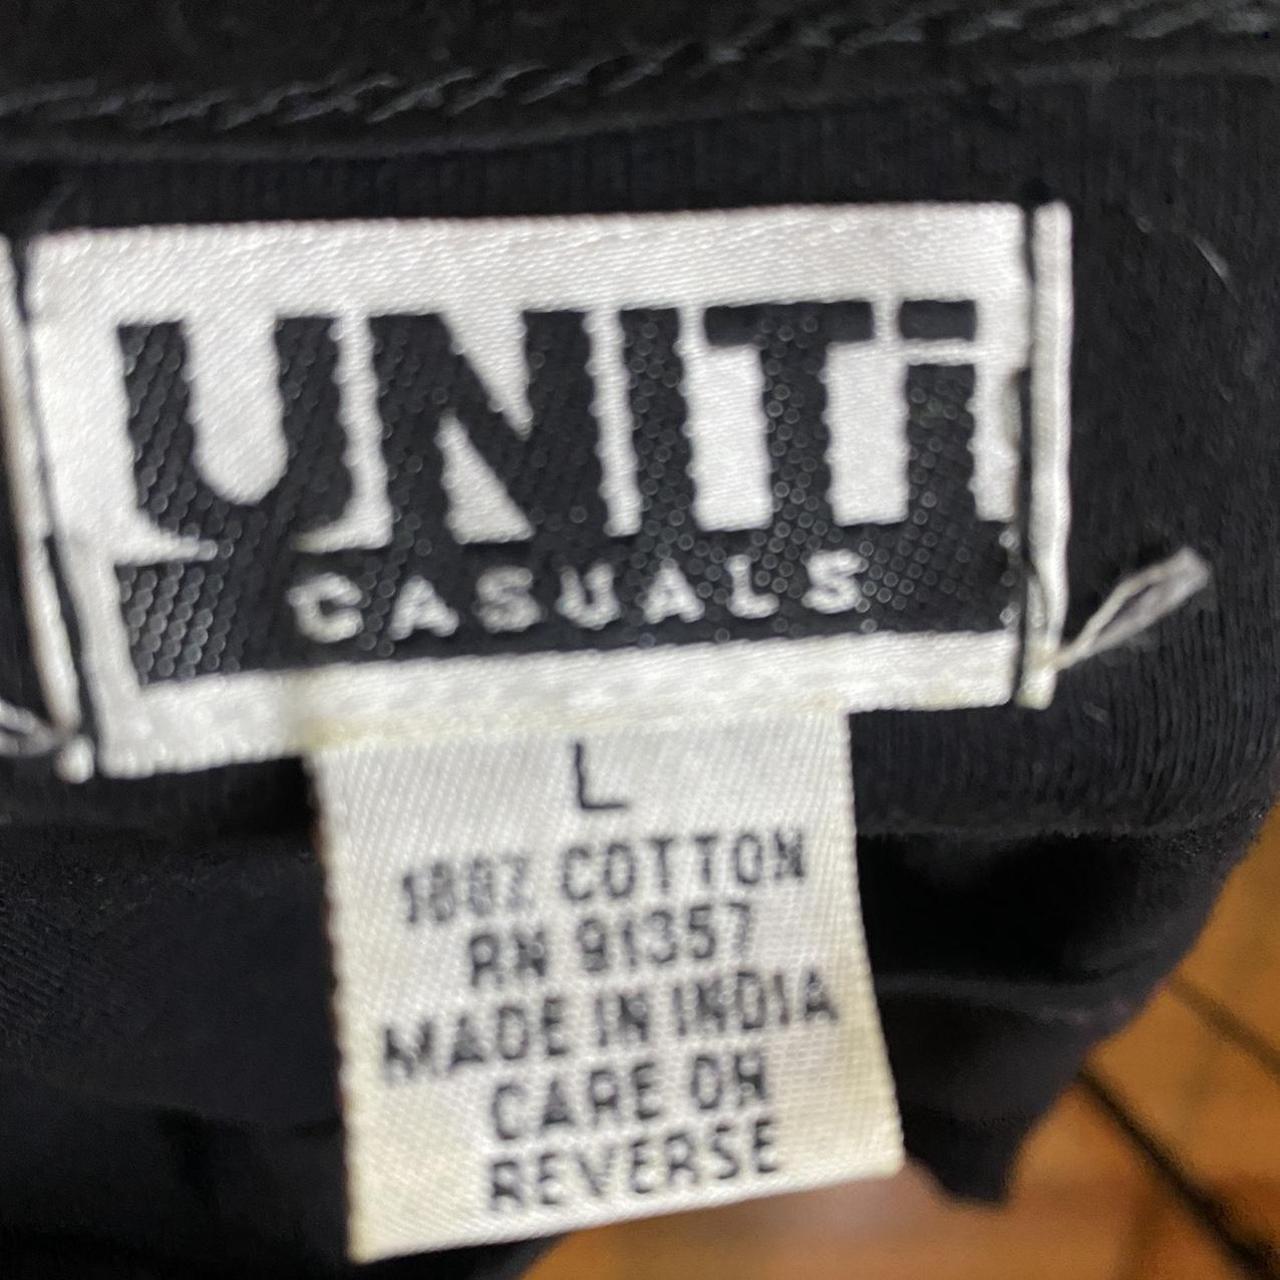 UNITi
CASUALS
L
100% COTTON
RN 91357
MADE IN INDIA
CARE ON
REVERSE